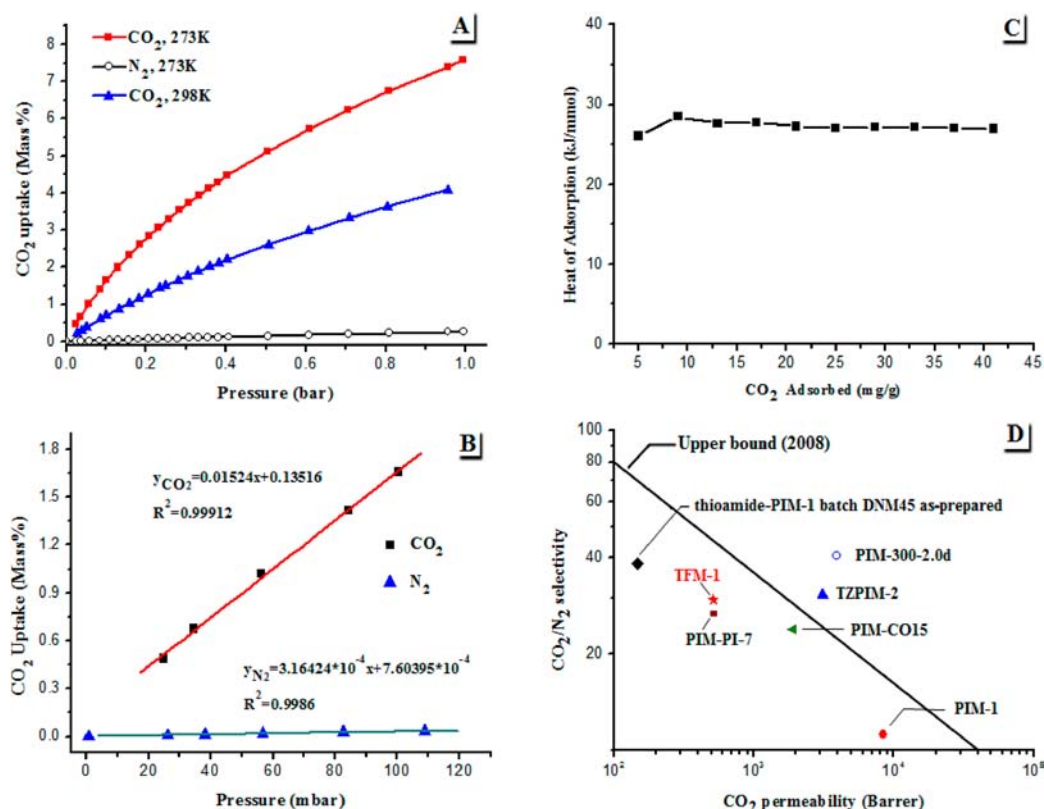 A
CO2, 273K
N2, 273K
CO2, 298K
CO2 uptake (Mass%)
8
7
6
5
4
3
2
1
0
0.0 0.2 0.4 0.6 0.8 1.0
Pressure (bar)
C
Heat of Adsorption (kJ/mmol)
40
30
20
10
0
5 10 15 20 25 30 35 40 45
CO2 Adsorbed (mg/g)
B
yCO2=0.01524x+0.13516
R2=0.99912
CO2
N2
yN2=3.16424*10-4x+7.60395*10-4
R2=0.9986
CO2 Uptake (Mass%)
1.8
1.5
1.2
0.9
0.6
0.3
0.0
0 20 40 60 80 100 120
Pressure (mbar)
D
Upper bound (2008)
thioamide-PIM-1 batch DNM45 as-prepared
PIM-300-2.0d
TFM-1
TZPIM-2
PIM-PI-7
PIM-CO15
PIM-1
CO2/N2 selectivity
100
80
60
40
20
102 103 104 105
CO2 permeability (Barrer)